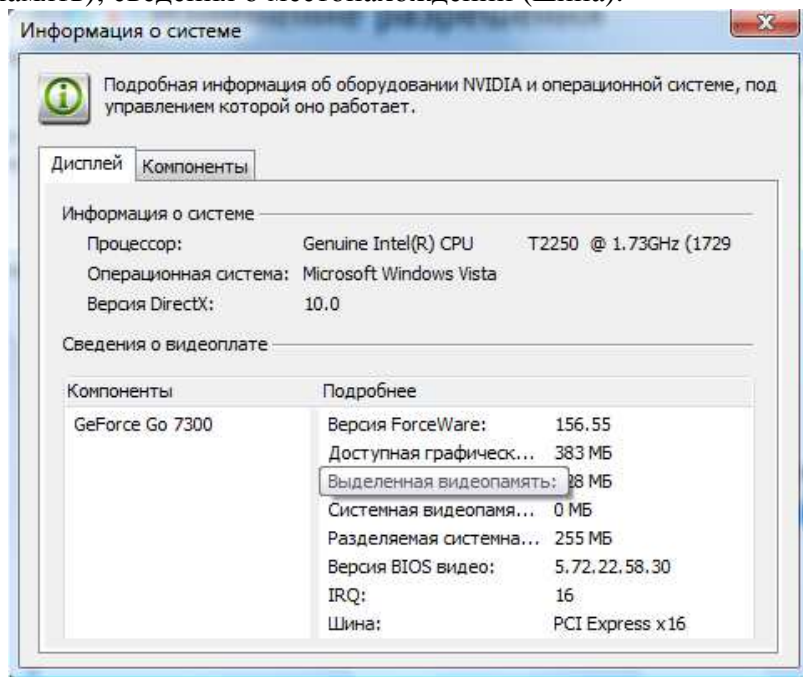 Информация о системе
Подробная информация об оборудовании NVIDIA и операционной системе, под
управлением которой оно работает.
Дисплей Компоненты
Информация о системе
Процессор: Genuine Intel(R) CPU T2250 @ 1.73GHz (1729
Операционная система: Microsoft Windows Vista
Версия DirectX: 10.0
Сведения о видеоплате
Компоненты Подробнее
GeForce Go 7300 Версия ForceWare: 156.55
Доступная графическ... 383 МБ
Выделенная видеопамять: 28 МБ
Системная видеопамя... 0 МБ
Разделяемая системна... 255 МБ
Версия BIOS видео: 5.72.22.58.30
IRQ: 16
Шина: PCI Express x16